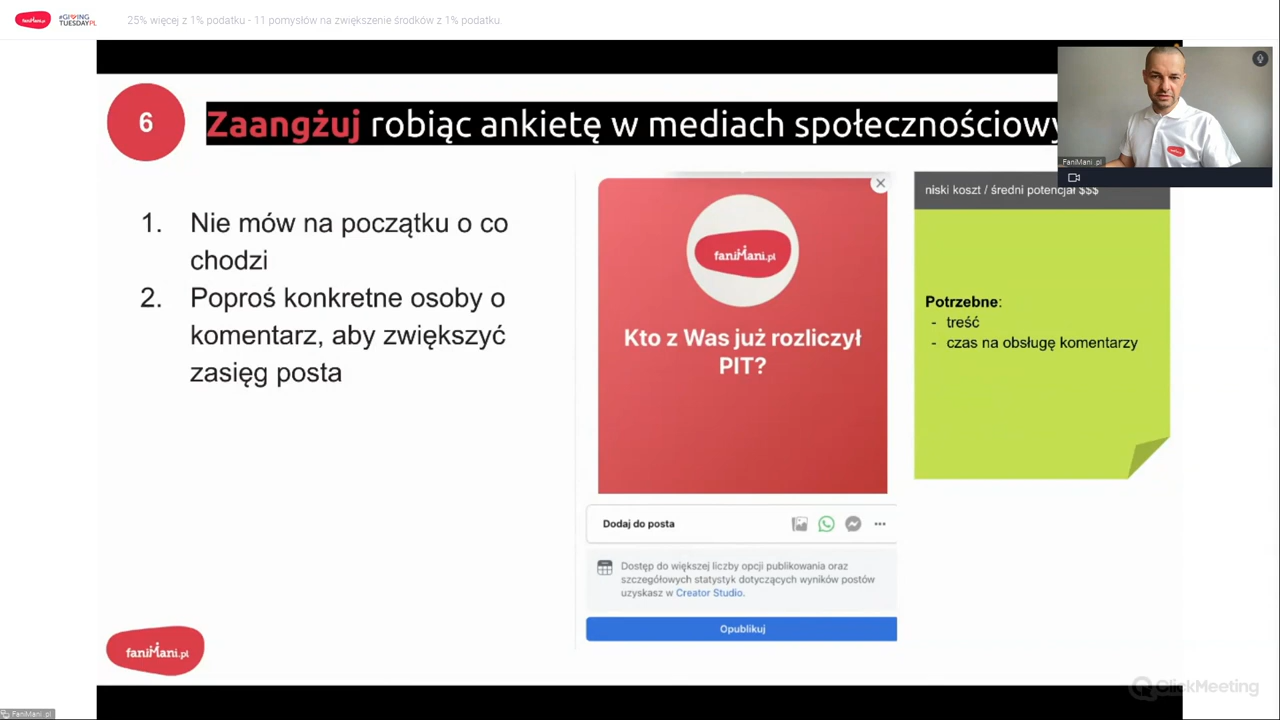 #GIVING
TUESDAYPL
25% więcej z 1% podatku - 11 pomysłów na zwiększenie środków z 1% podatku.
6
Zaangżuj robiąc ankietę w mediach społecznościowy
FaniMani .pl
niski koszt / średni potencjał $$$
1. Nie mów na początku o co
chodzi
2. Poproś konkretne osoby o
komentarz, aby zwiększyć
zasięg posta
faniMani.pl
Kto z Was już rozliczył
PIT?
Potrzebne:
- treść
- czas na obsługę komentarzy
Dodaj do posta
Dostęp do większej liczby opcji publikowania oraz
szczegółowych statystyk dotyczących wyników postów
uzyskasz w Creator Studio.
Opublikuj
faniMani.pl
ClickMeeting
FaniMani .pl